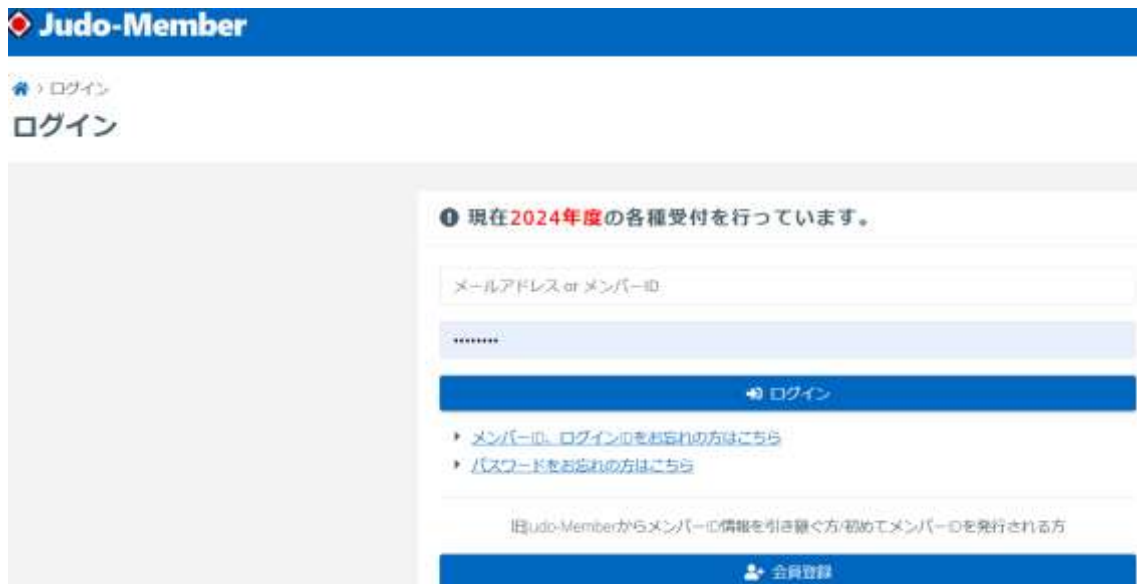 Judo-Member
ログイン
ログイン
現在2024年度の各種受付を行っています。
メールアドレス or メンバーID
••••••••
ログイン
メンバーID、ログインIDをお忘れの方はこちら
パスワードをお忘れの方はこちら
旧Judo-MemberからメンバーID情報を引き継ぐ方/初めてメンバーIDを発行される方
会員登録